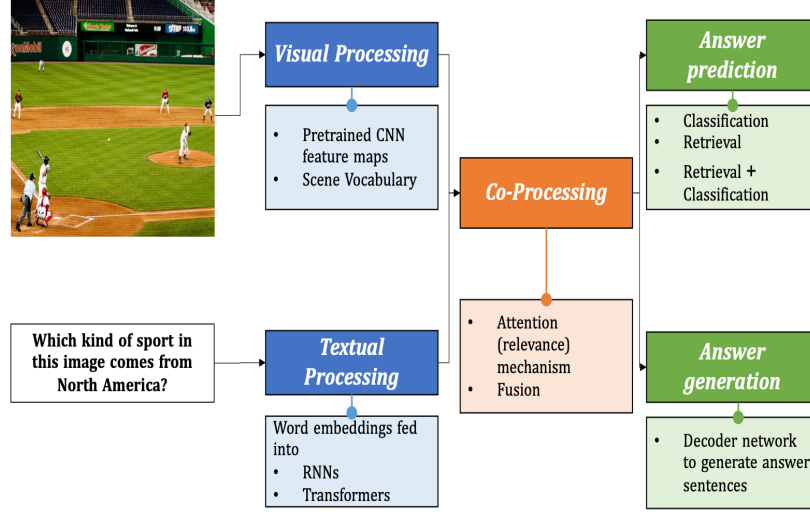 Visual Processing
• Pretrained CNN
feature maps
• Scene Vocabulary
Which kind of sport in
this image comes from
North America?
Textual
Processing
Word embeddings fed
into
• RNNs
• Transformers
Co-Processing
• Attention
(relevance)
mechanism
• Fusion
Answer
prediction
• Classification
• Retrieval
• Retrieval +
Classification
Answer
generation
• Decoder network
to generate answer
sentences